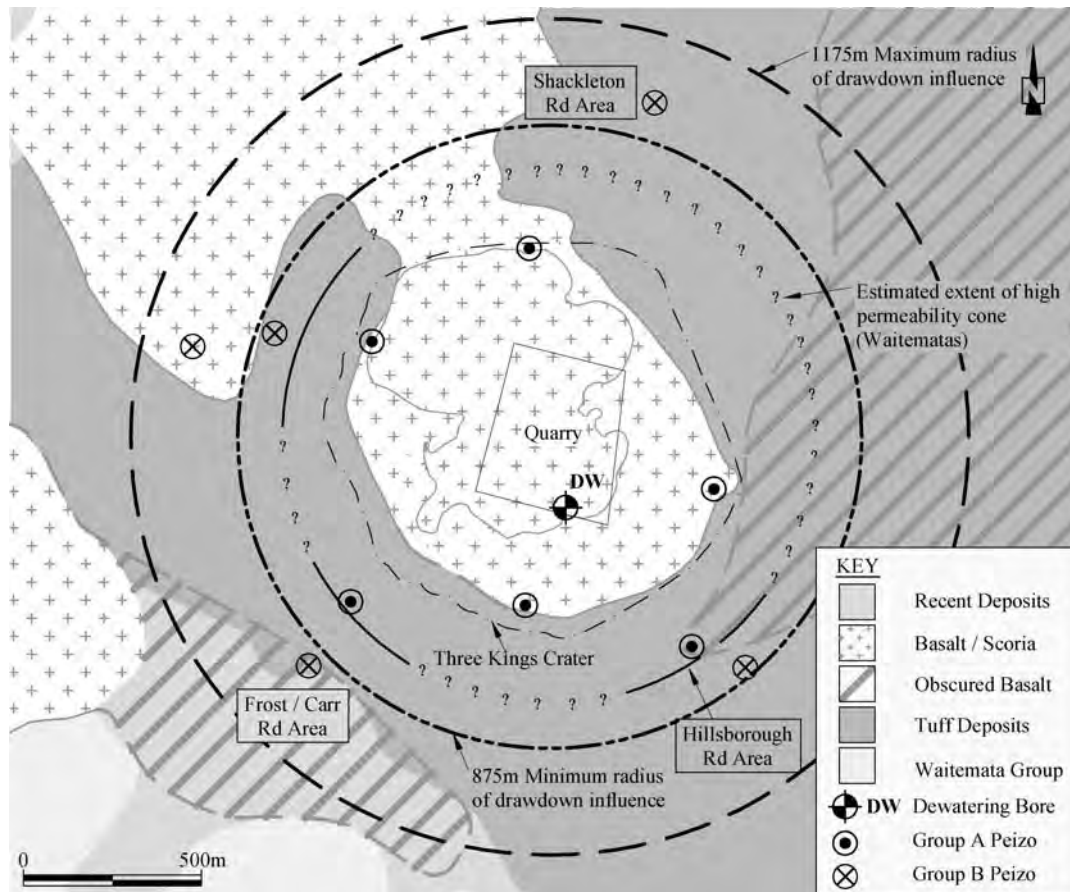 1175m Maximum radius
of drawdown influence
N
Shackleton
Rd Area
Estimated extent of high
permeability cone
(Waitematas)
Quarry
DW
Three Kings Crater
Frost / Carr
Rd Area
Hillsborough
Rd Area
875m Minimum radius
of drawdown influence
0
500m
KEY
Recent Deposits
Basalt / Scoria
Obscured Basalt
Tuff Deposits
Waitemata Group
DW Dewatering Bore
Group A Peizo
Group B Peizo